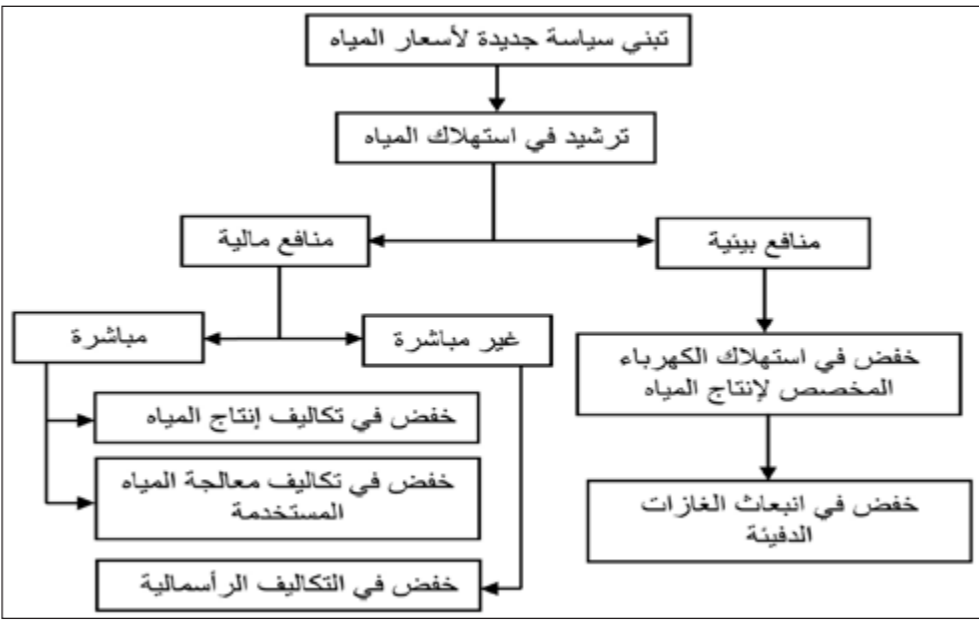 تبني سياسة جديدة لأسعار المياه
ترشيد في استهلاك المياه
منافع بيئية
منافع مالية
خفض في استهلاك الكهرباء
المخصص لإنتاج المياه
خفض في انبعاث الغازات
الدفيئة
غير مباشرة
مباشرة
خفض في تكاليف إنتاج المياه
خفض في تكاليف معالجة المياه
المستخدمة
خفض في التكاليف الرأسمالية